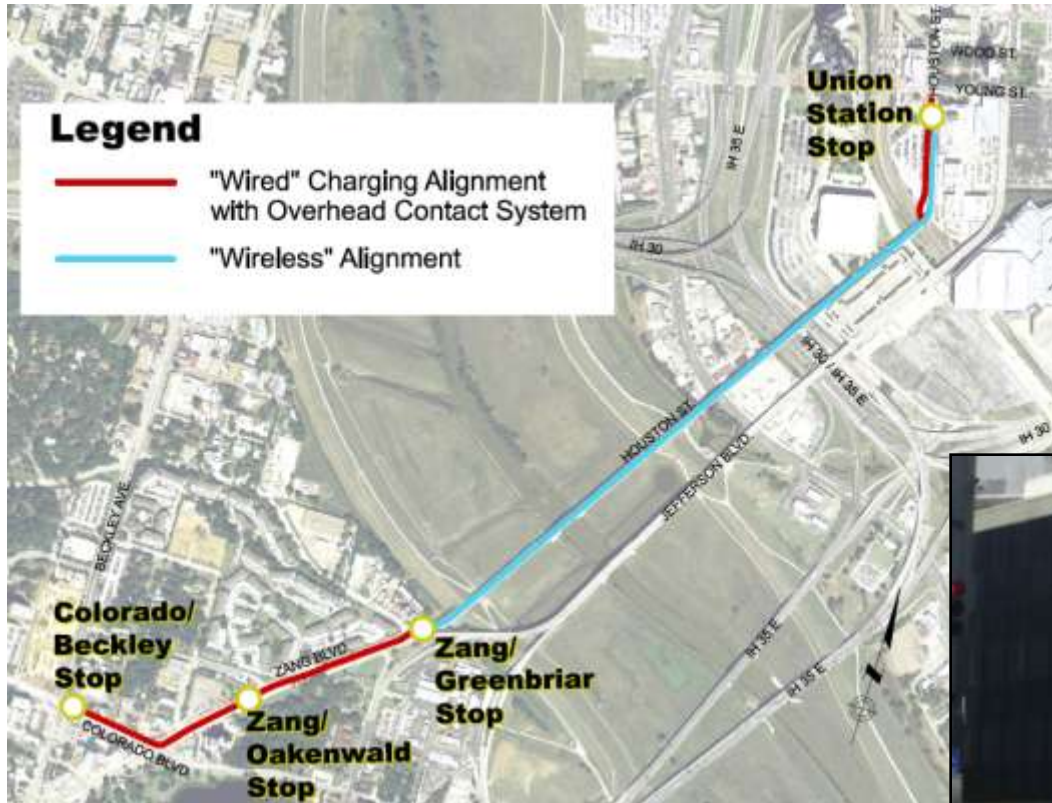 Legend
"Wired" Charging Alignment
with Overhead Contact System
"Wireless" Alignment
Union
Station
Stop
HOUSTON ST.
WOOD ST.
YOUNG ST.
IH 35 E
IH 30
IH 30 / IH 35 E
IH 30
HOUSTON ST.
JEFFERSON BLVD.
BECKLEY AVE.
IH 35 E
IH 35 E
Colorado/
Beckley
Stop
ZANG BLVD.
Zang/
Greenbriar
Stop
COLORADO BLVD.
Zang/
Oakenwald
Stop